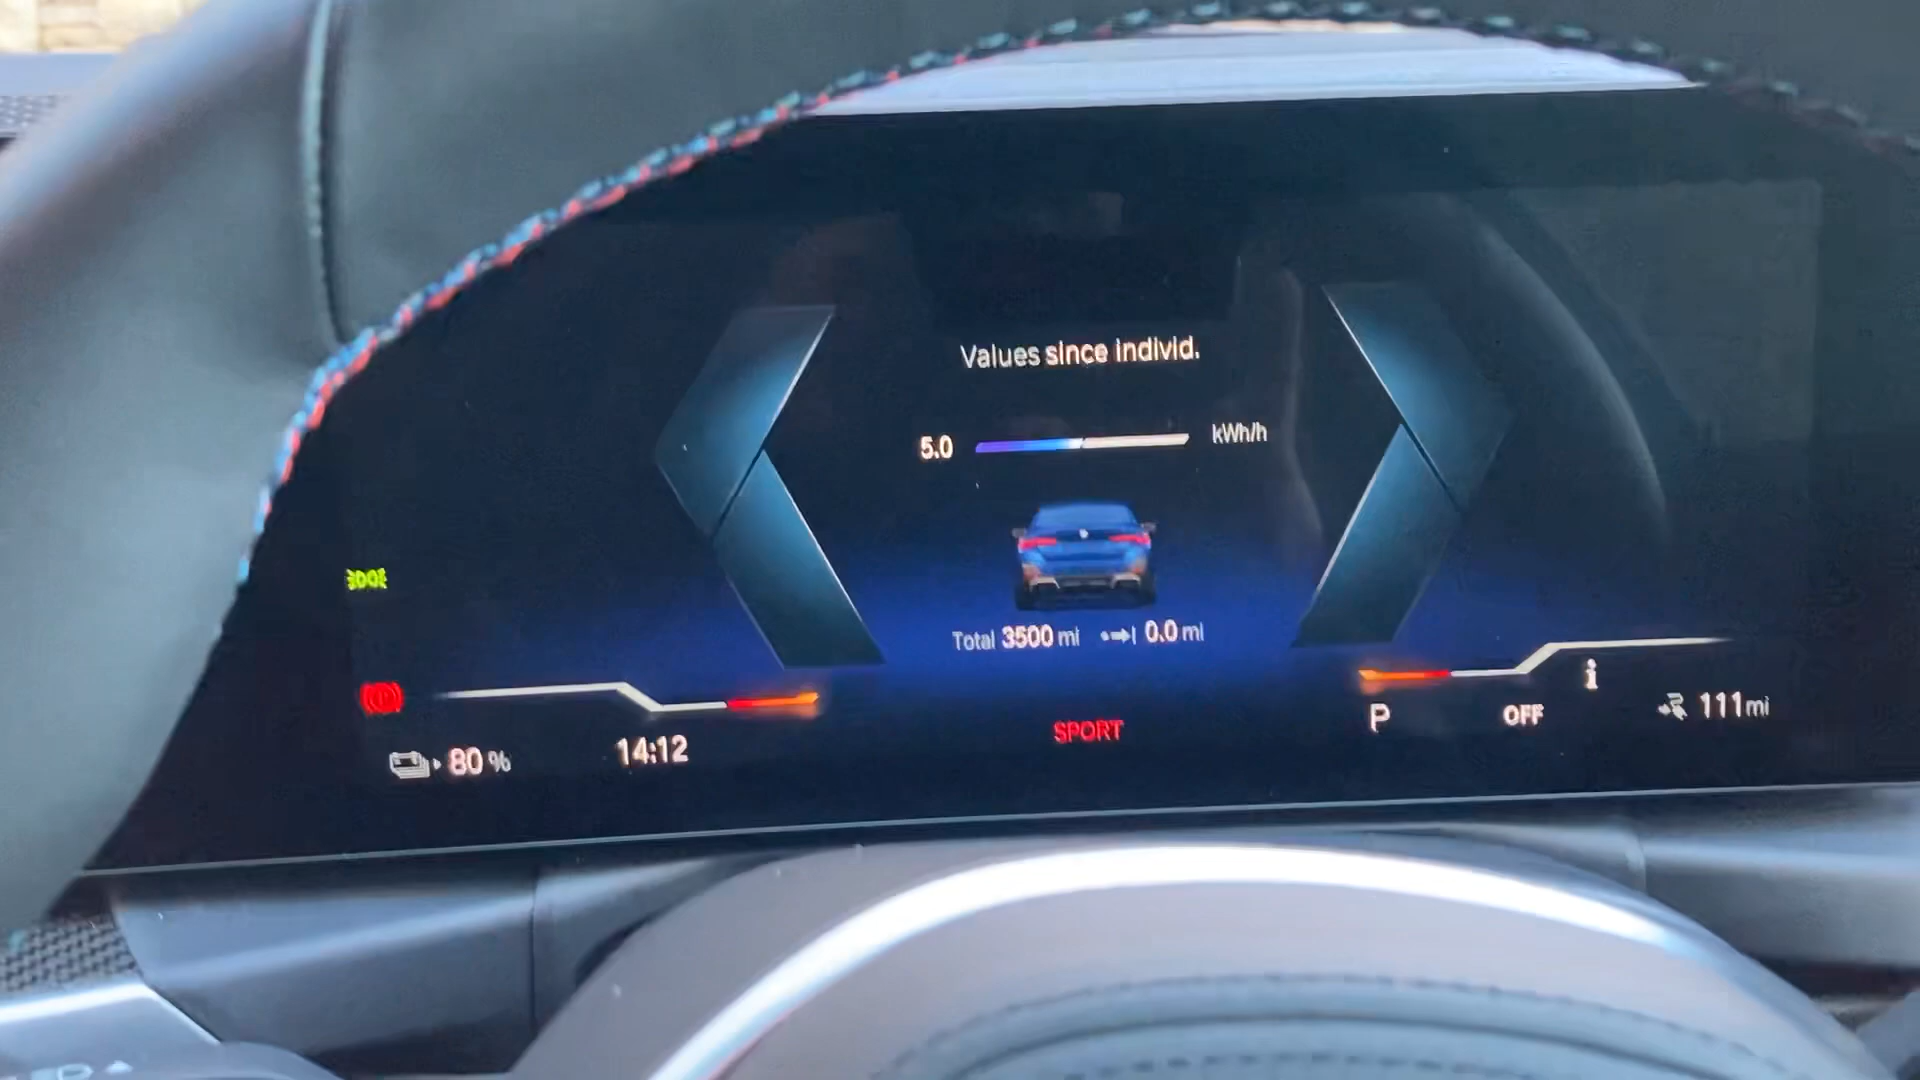 Values since individ.
5.0 kWh/h
Total 3500 mi 0.0 mi
80 %
14:12
SPORT
P
OFF
111 mi